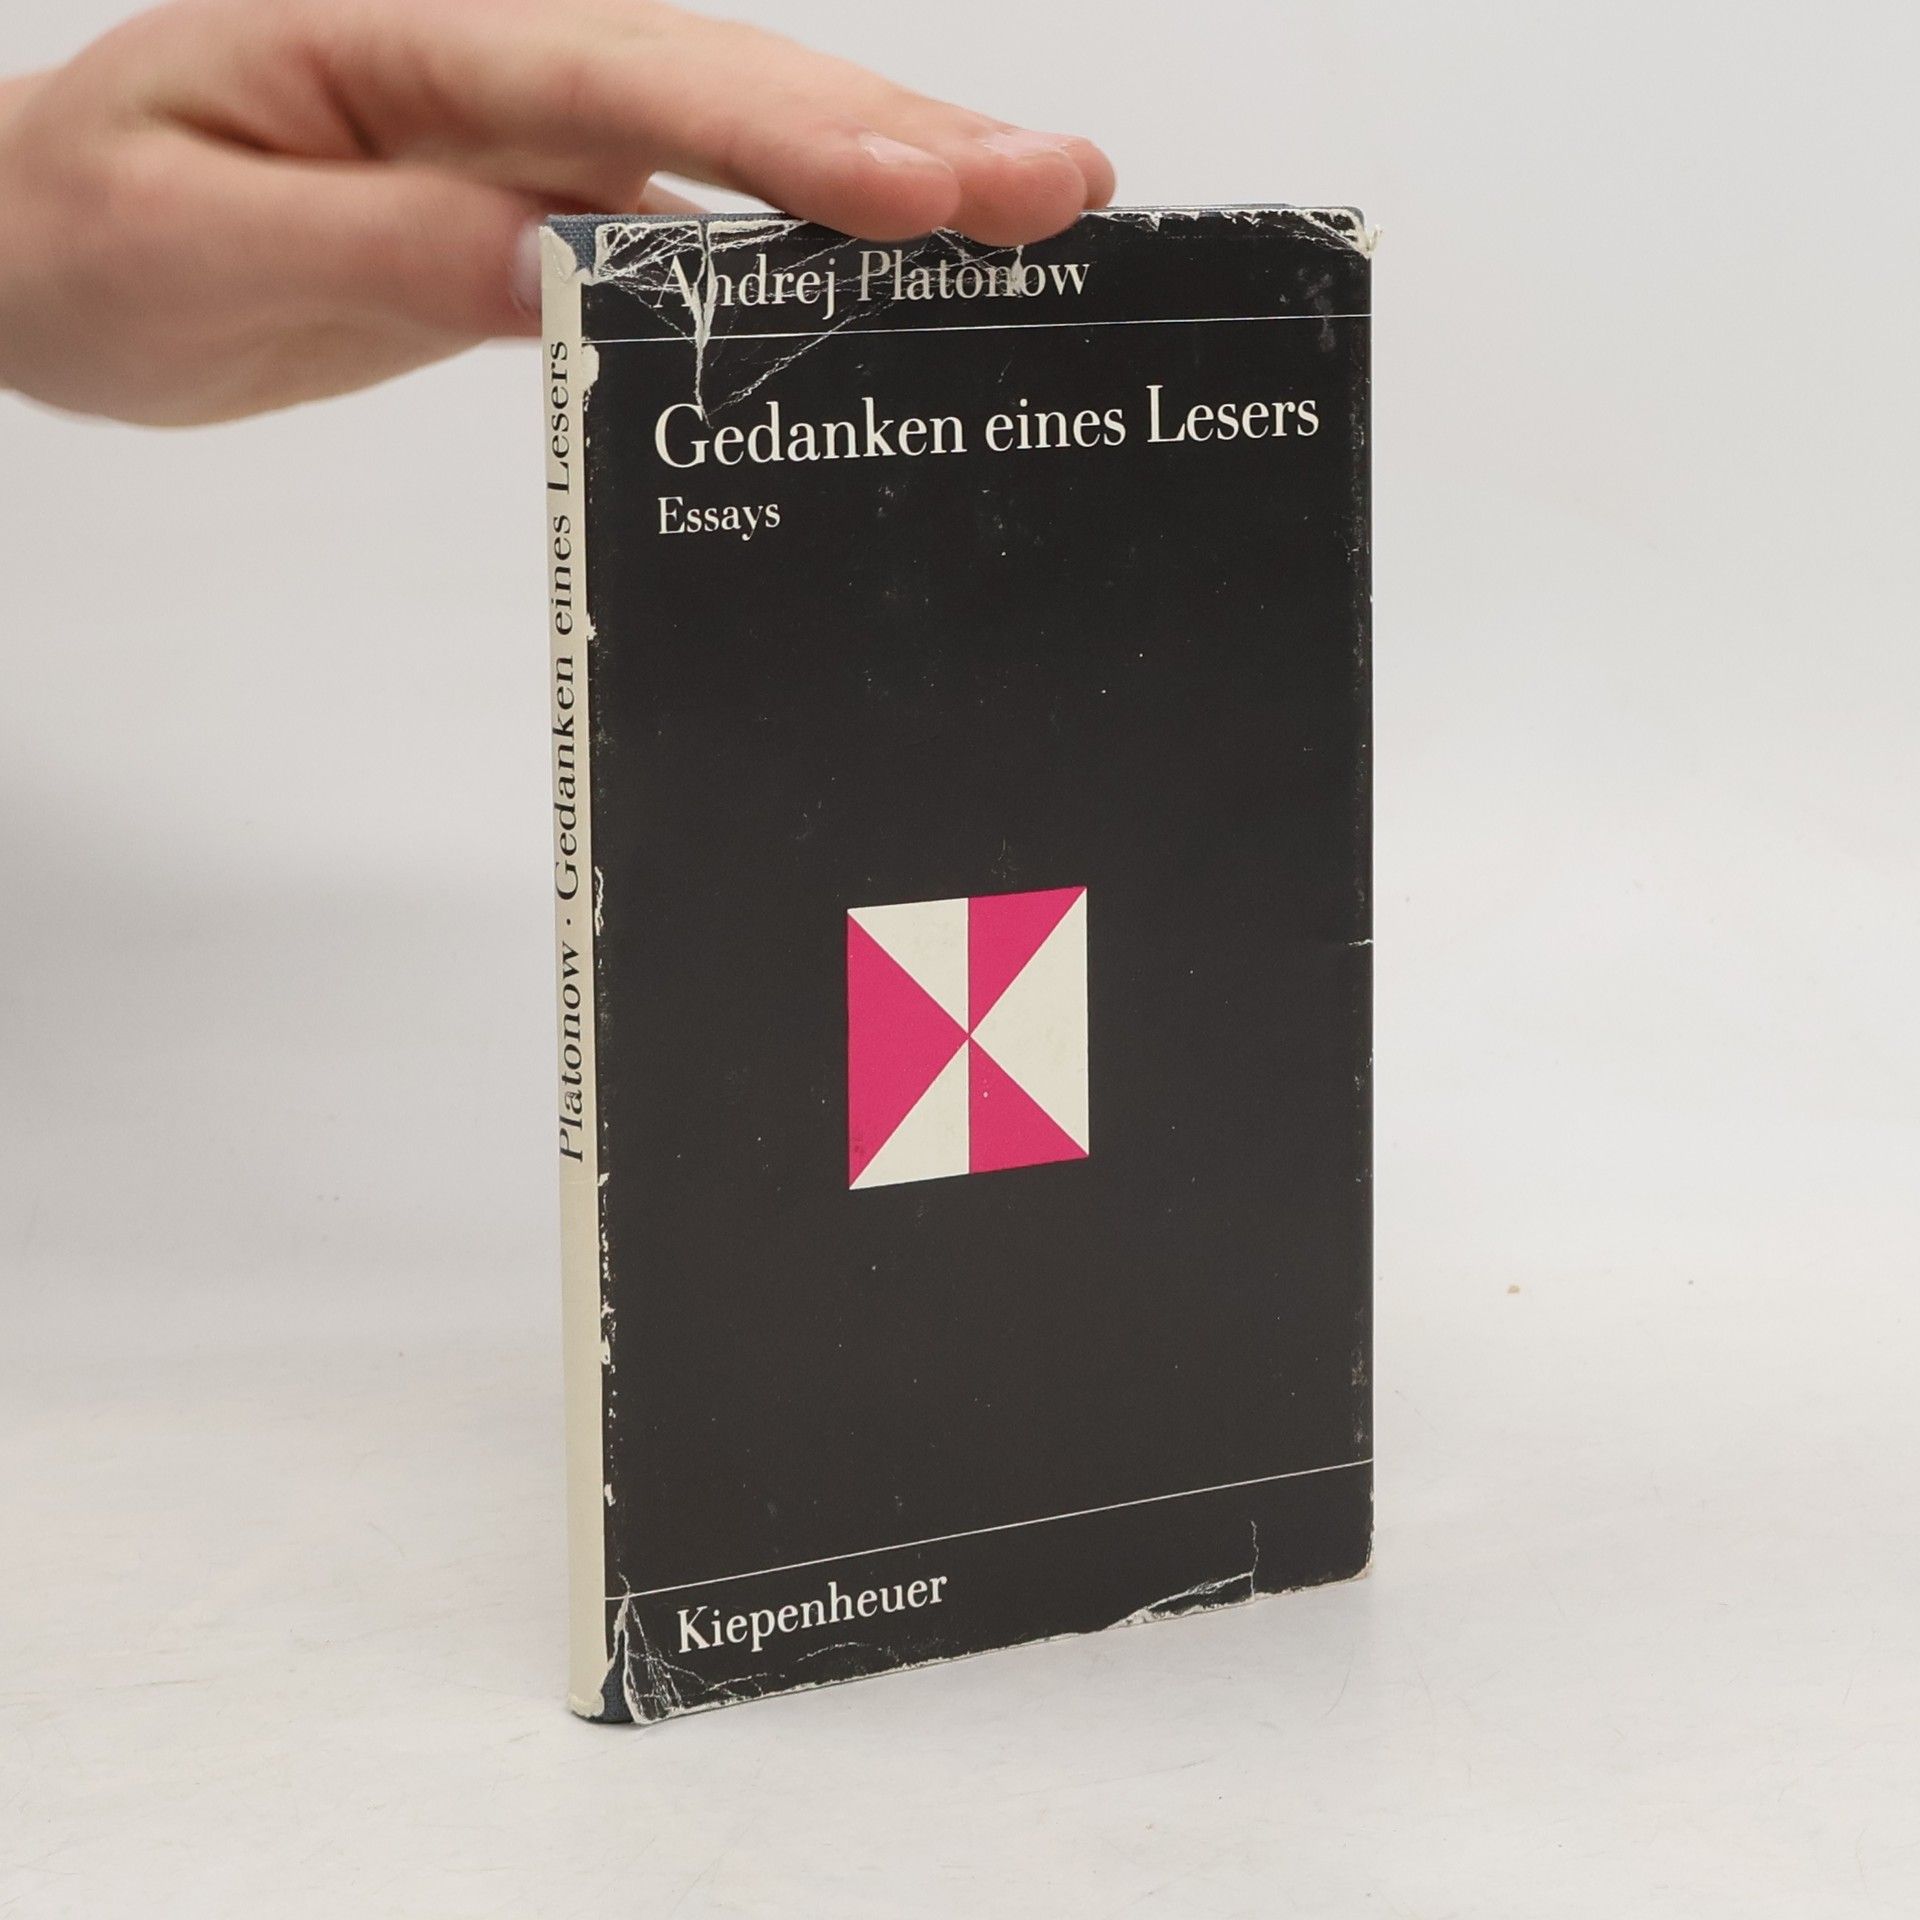 Andrej Platonow
Gedanken eines Lesers
Essays
Kiepenheuer
Platonow · Gedanken eines Lesers